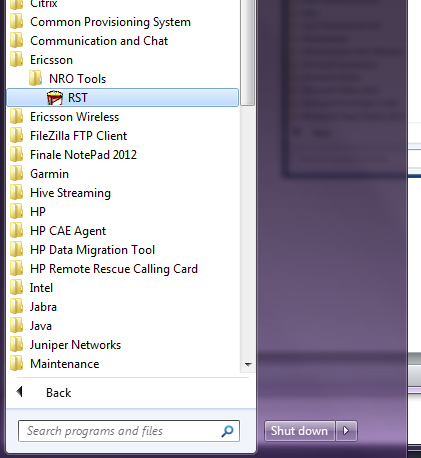 Citrix
Common Provisioning System
Communication and Chat
Ericsson
NRO Tools
RST
Ericsson Wireless
FileZilla FTP Client
Finale NotePad 2012
Garmin
Hive Streaming
HP
HP CAE Agent
HP Data Migration Tool
HP Remote Rescue Calling Card
Intel
Jabra
Java
Juniper Networks
Maintenance
Back
Search programs and files
Shut down